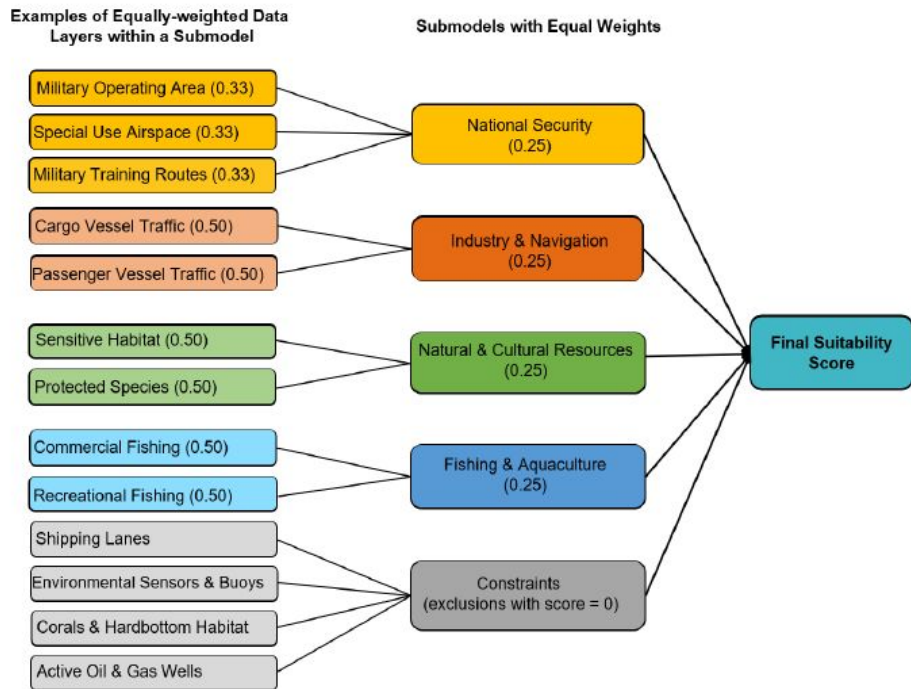 Examples of Equally-weighted Data
Layers within a Submodel
Submodels with Equal Weights
Military Operating Area (0.33)
Special Use Airspace (0.33)
Military Training Routes (0.33)
National Security
(0.25)
Cargo Vessel Traffic (0.50)
Passenger Vessel Traffic (0.50)
Industry & Navigation
(0.25)
Sensitive Habitat (0.50)
Protected Species (0.50)
Natural & Cultural Resources
(0.25)
Commercial Fishing (0.50)
Recreational Fishing (0.50)
Fishing & Aquaculture
(0.25)
Shipping Lanes
Environmental Sensors & Buoys
Corals & Hardbottom Habitat
Active Oil & Gas Wells
Constraints
(exclusions with score = 0)
Final Suitability
Score